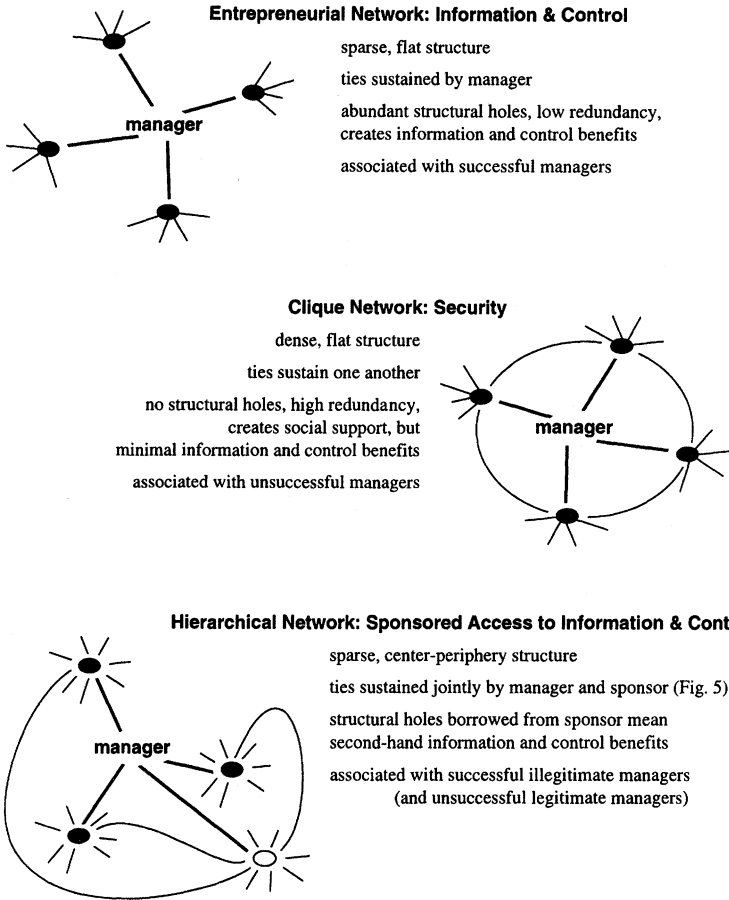 Entrepreneurial Network: Information & Control
sparse, flat structure
ties sustained by manager
manager
abundant structural holes, low redundancy,
creates information and control benefits
associated with successful managers
Clique Network: Security
dense, flat structure
ties sustain one another
no structural holes, high redundancy,
creates social support, but
manager
minimal information and control benefits
associated with unsuccessful managers
Hierarchical Network: Sponsored Access to Information & Cont
sparse, center-periphery structure
ties sustained jointly by manager and sponsor (Fig. 5)
structural holes borrowed from sponsor mean
manager
second-hand information and control benefits
associated with successful illegitimate managers
(and unsuccessful legitimate managers)